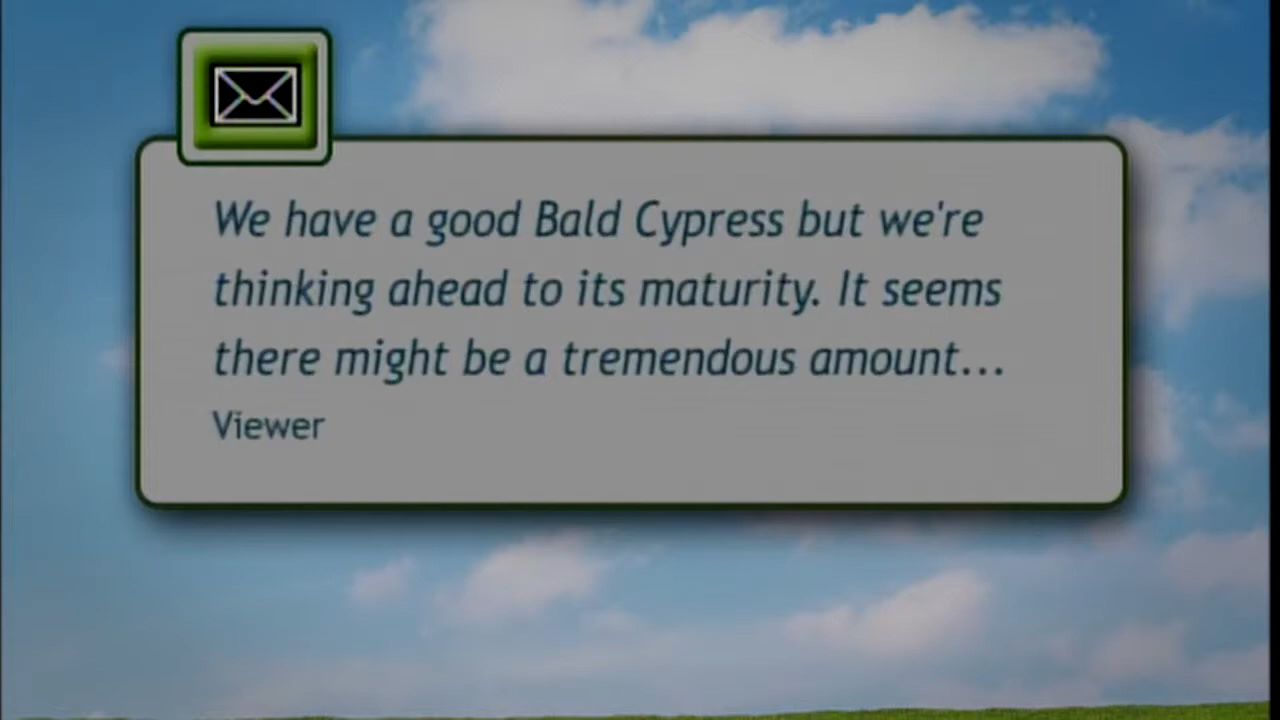 We have a good Bald Cypress but we're
thinking ahead to its maturity. It seems
there might be a tremendous amount...
Viewer